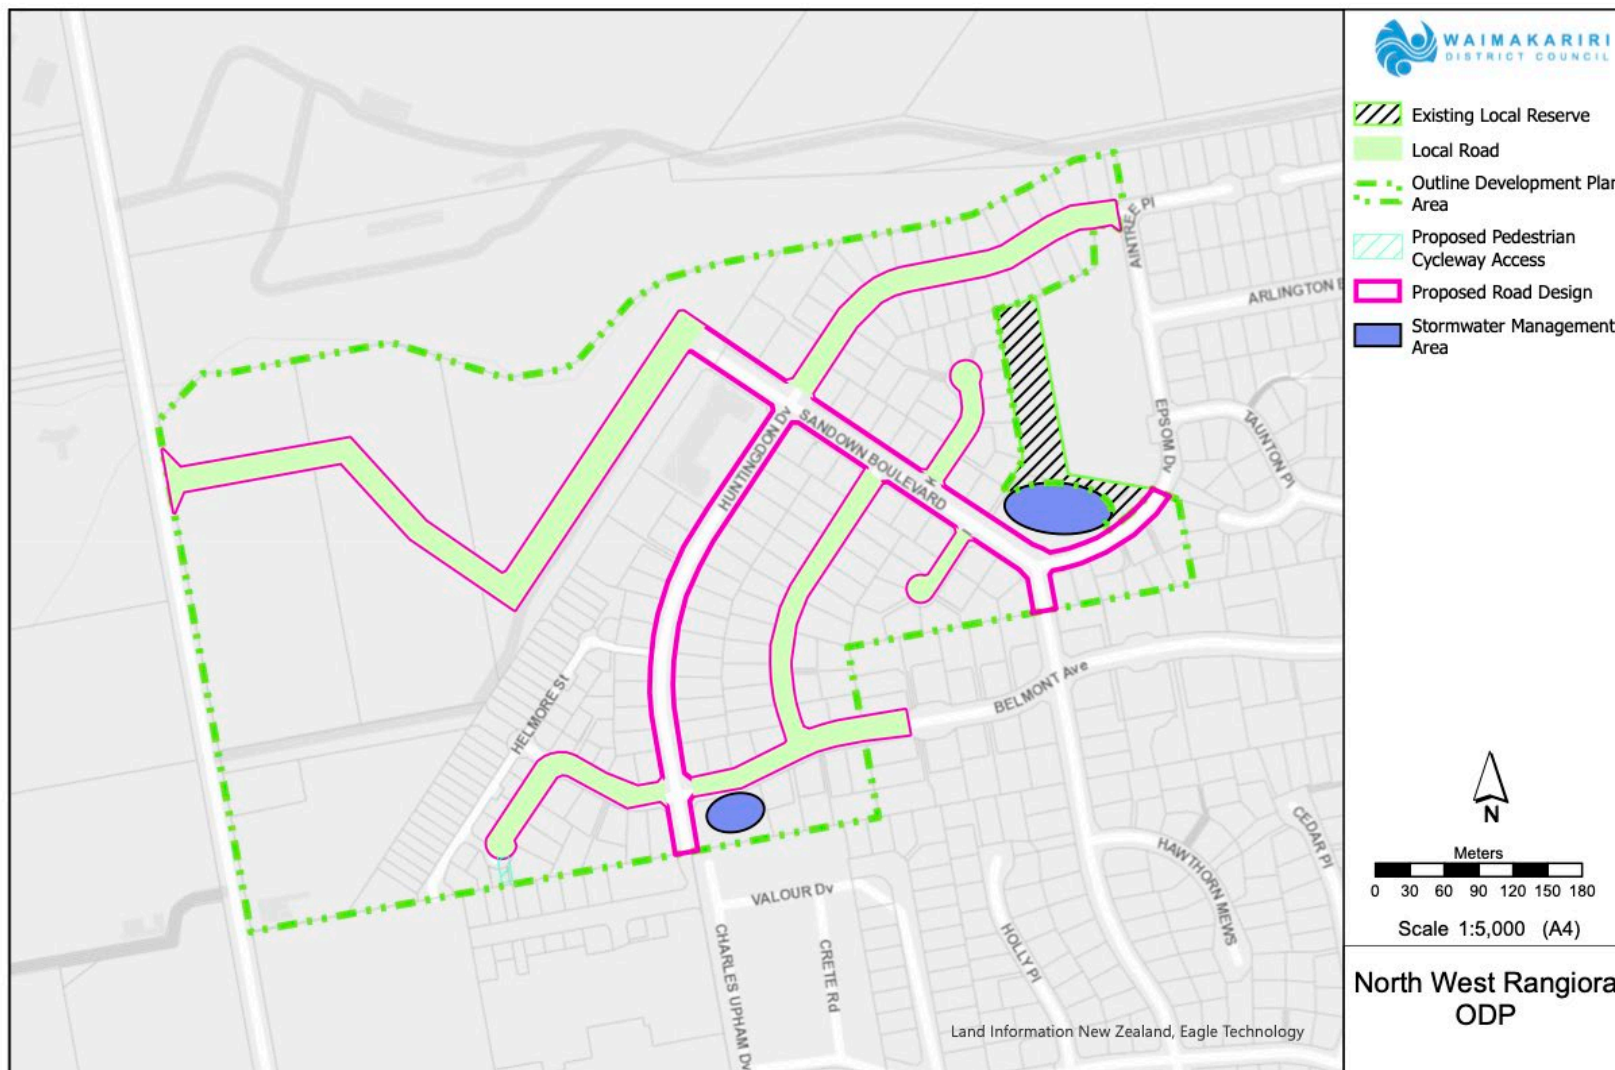 WAIMAKARIRI
DISTRICT COUNCIL
Existing Local Reserve
Local Road
Outline Development Plan
Area
Proposed Pedestrian
Cycleway Access
Proposed Road Design
Stormwater Management
Area
N
Meters
0 30 60 90 120 150 180
Scale 1:5,000 (A4)
North West Rangiora
ODP
AINTREE Pl
ARLINGTON
EPSOM Dv
TAUNTON Pl
HUNTINGDON Dv
SANDOWN BOULEVARD
HELMORE St
BELMONT Ave
VALOUR Dv
CHARLES UPHAM Dv
CRETE Rd
HOLLY Pl
HAWTHORN MEWS
CEDAR Pl
Land Information New Zealand, Eagle Technology